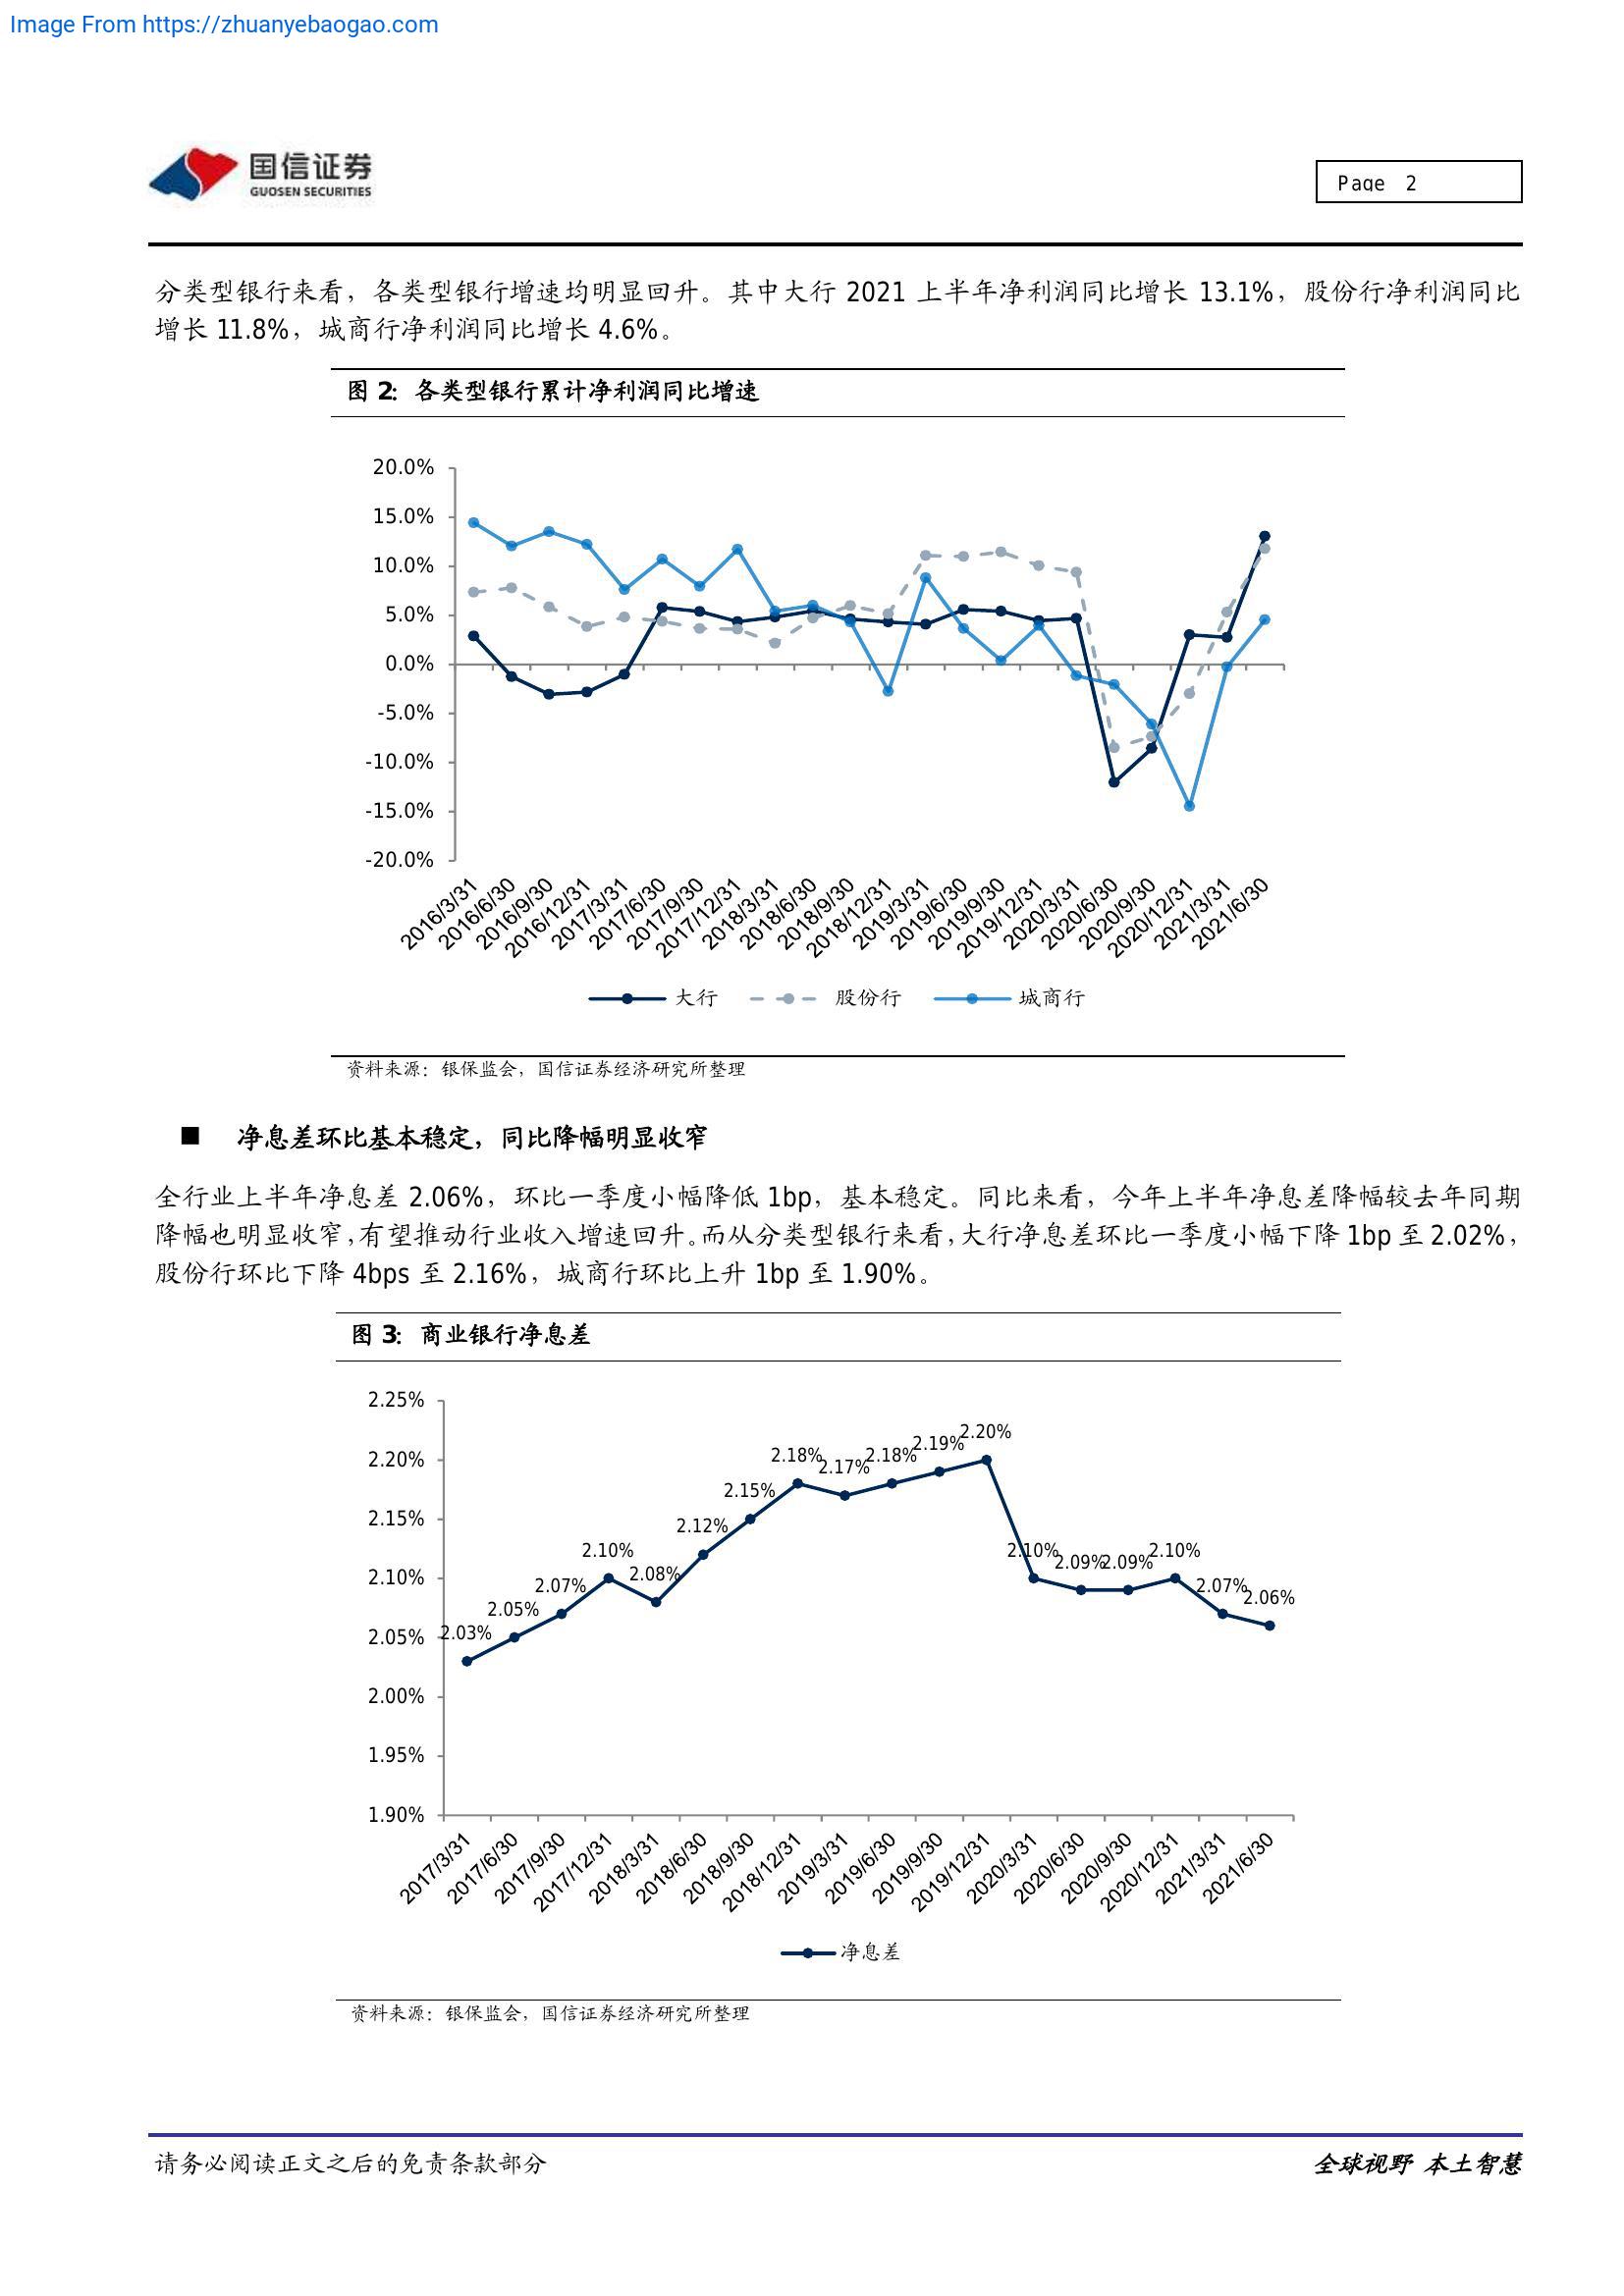 Image From https://zhuanyebaogao.com
国信证券
GUOSEN SECURITIES
Page 2
分类型银行来看，各类型银行增速均明显回升。其中大行 2021 上半年净利润同比增长 13.1%，股份行净利润同比
增长 11.8%，城商行净利润同比增长 4.6%。
图 2：各类型银行累计净利润同比增速
20.0%
15.0%
10.0%
5.0%
0.0%
-5.0%
-10.0%
-15.0%
-20.0%
2016/3/31 2016/6/30 2016/9/30 2016/12/31 2017/3/31 2017/6/30 2017/9/30 2017/12/31 2018/3/31 2018/6/30 2018/9/30 2018/12/31 2019/3/31 2019/6/30 2019/9/30 2019/12/31 2020/3/31 2020/6/30 2020/9/30 2020/12/31 2021/3/31 2021/6/30
大行 股份行 城商行
资料来源：银保监会，国信证券经济研究所整理
■ 净息差环比基本稳定，同比降幅明显收窄
全行业上半年净息差 2.06%，环比一季度小幅降低 1bp，基本稳定。同比来看，今年上半年净息差降幅较去年同期
降幅也明显收窄，有望推动行业收入增速回升。而从分类型银行来看，大行净息差环比一季度小幅下降 1bp 至 2.02%，
股份行环比下降 4bps 至 2.16%，城商行环比上升 1bp 至 1.90%。
图 3：商业银行净息差
2.25%
2.20%
2.15%
2.10%
2.05%
2.00%
1.95%
1.90%
2.03% 2.05% 2.07% 2.10% 2.08% 2.12% 2.15% 2.18% 2.17% 2.18% 2.19% 2.20% 2.10% 2.09% 2.09% 2.10% 2.07% 2.06%
2017/3/31 2017/6/30 2017/9/30 2017/12/31 2018/3/31 2018/6/30 2018/9/30 2018/12/31 2019/3/31 2019/6/30 2019/9/30 2019/12/31 2020/3/31 2020/6/30 2020/9/30 2020/12/31 2021/3/31 2021/6/30
净息差
资料来源：银保监会，国信证券经济研究所整理
请务必阅读正文之后的免责条款部分
全球视野 本土智慧